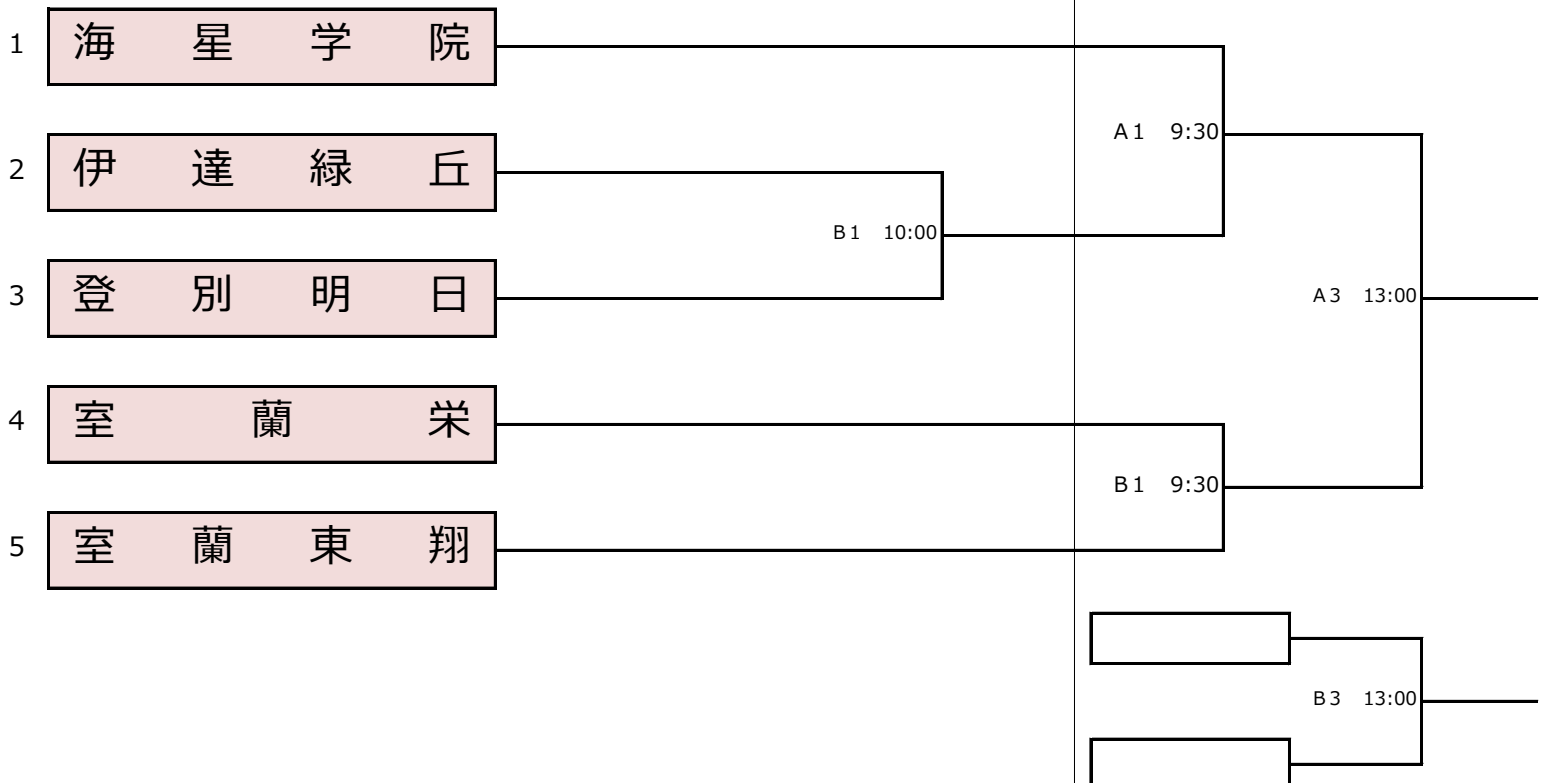 1 海星学院
A1 9:30
2 伊達緑丘
B1 10:00
3 登別明日
A3 13:00
4 室蘭栄
B1 9:30
5 室蘭東翔
B3 13:00